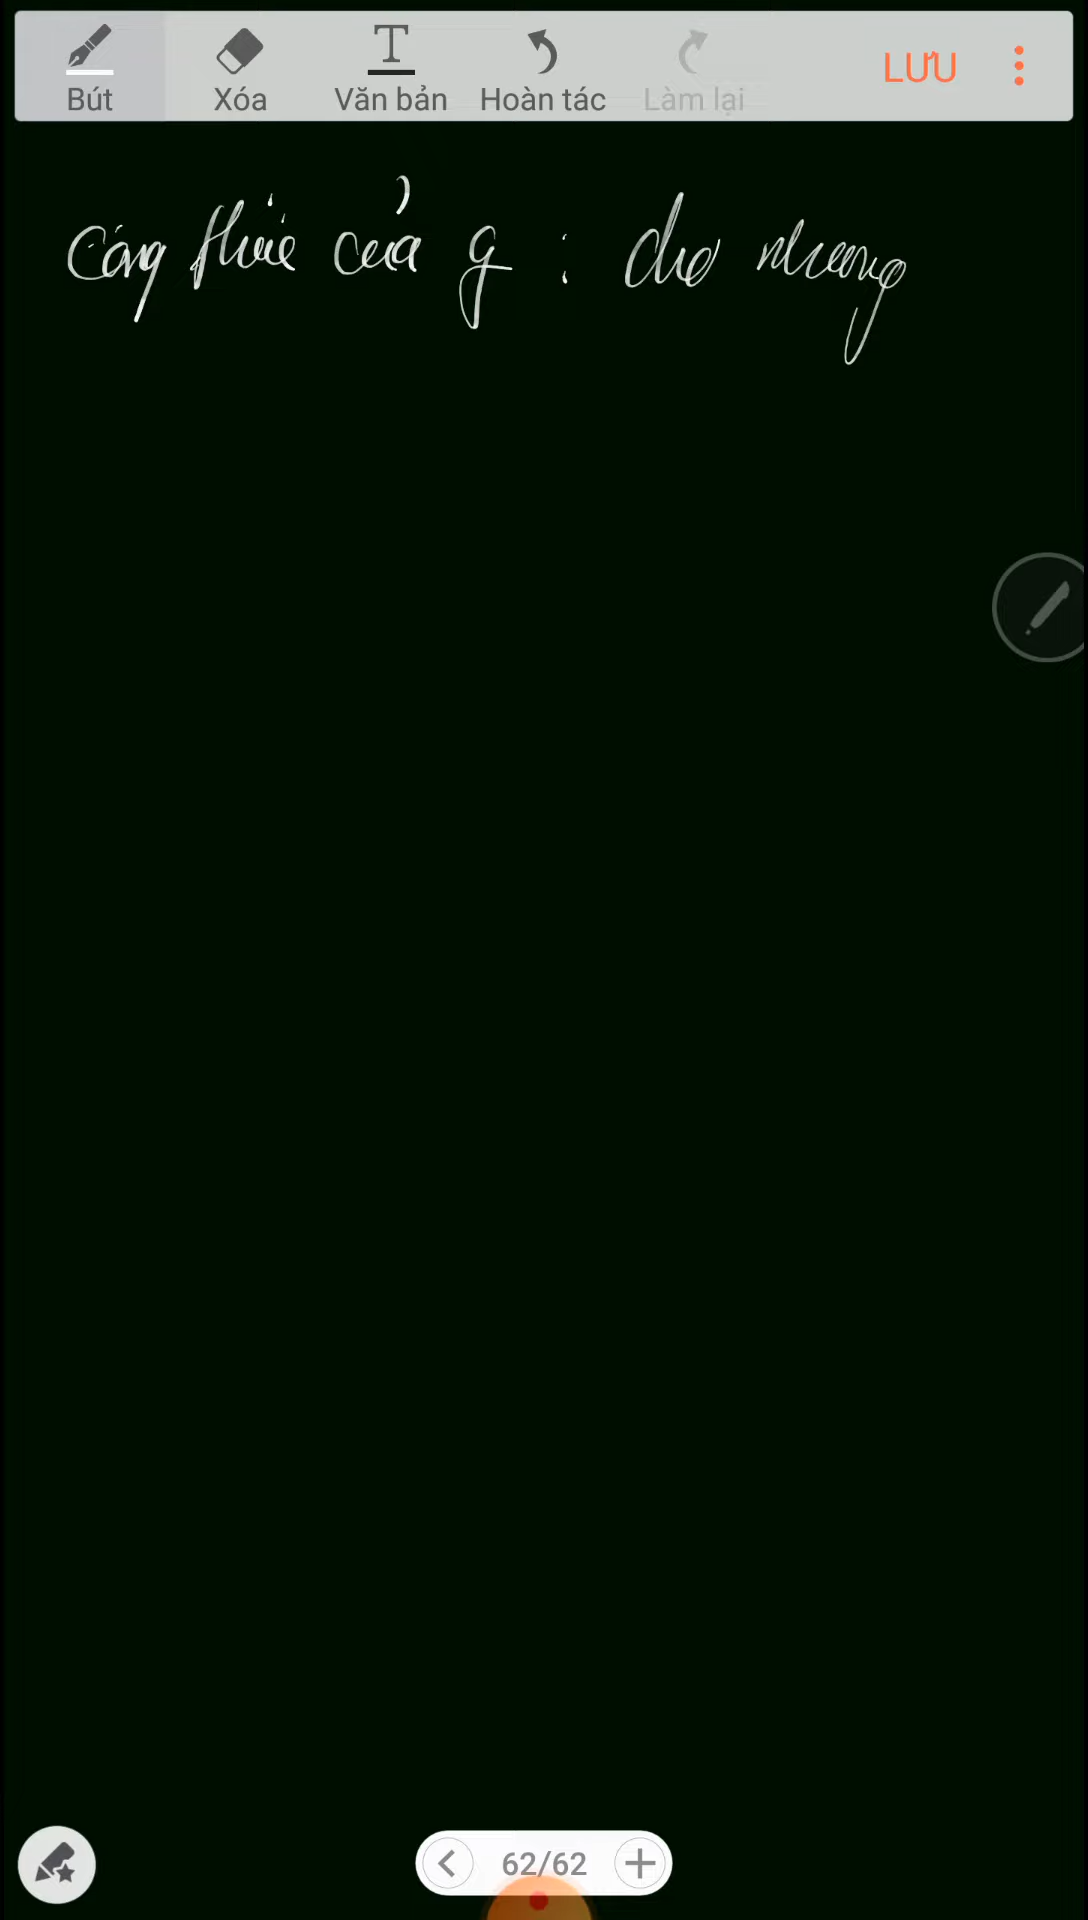 Bút Xóa Văn bản Hoàn tác Làm lại LƯU
Công thức của g : cho nhưng
62/62